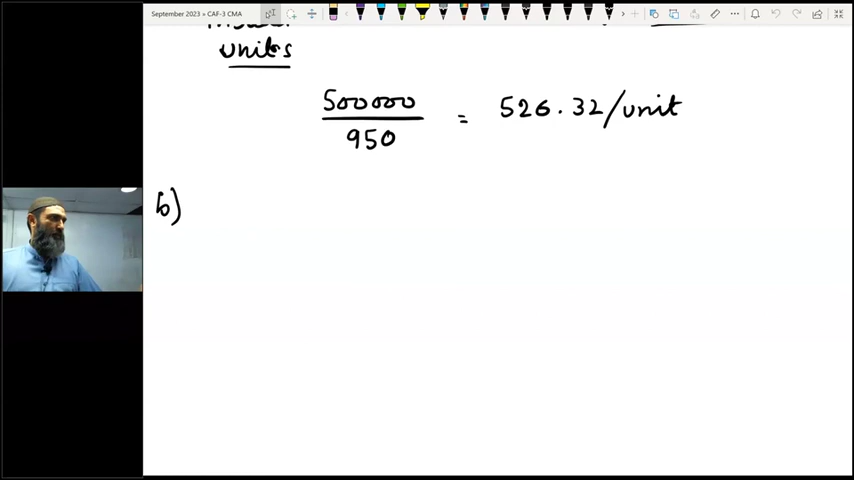 September 2023 » CAF-3 CMA
units
500000
950
= 526.32/unit
b)